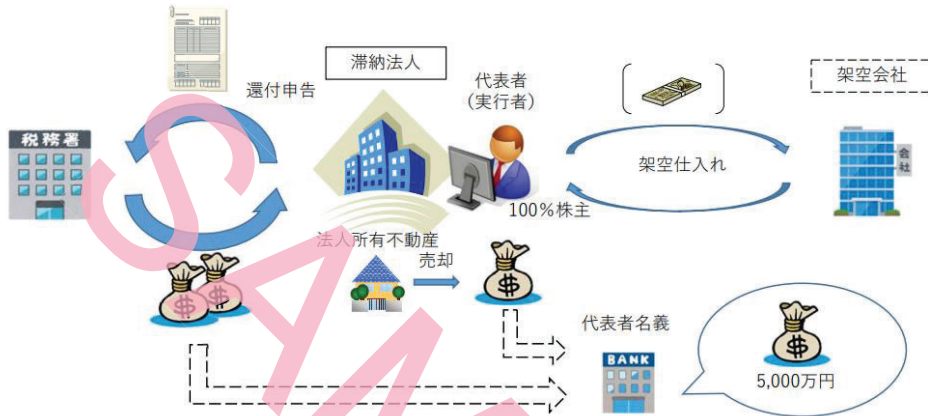 滞納法人
還付申告
代表者
（実行者）
架空会社
税務署
架空仕入れ
会社
100％株主
法人所有不動産
売却
代表者名義
BANK
5,000万円
SAM